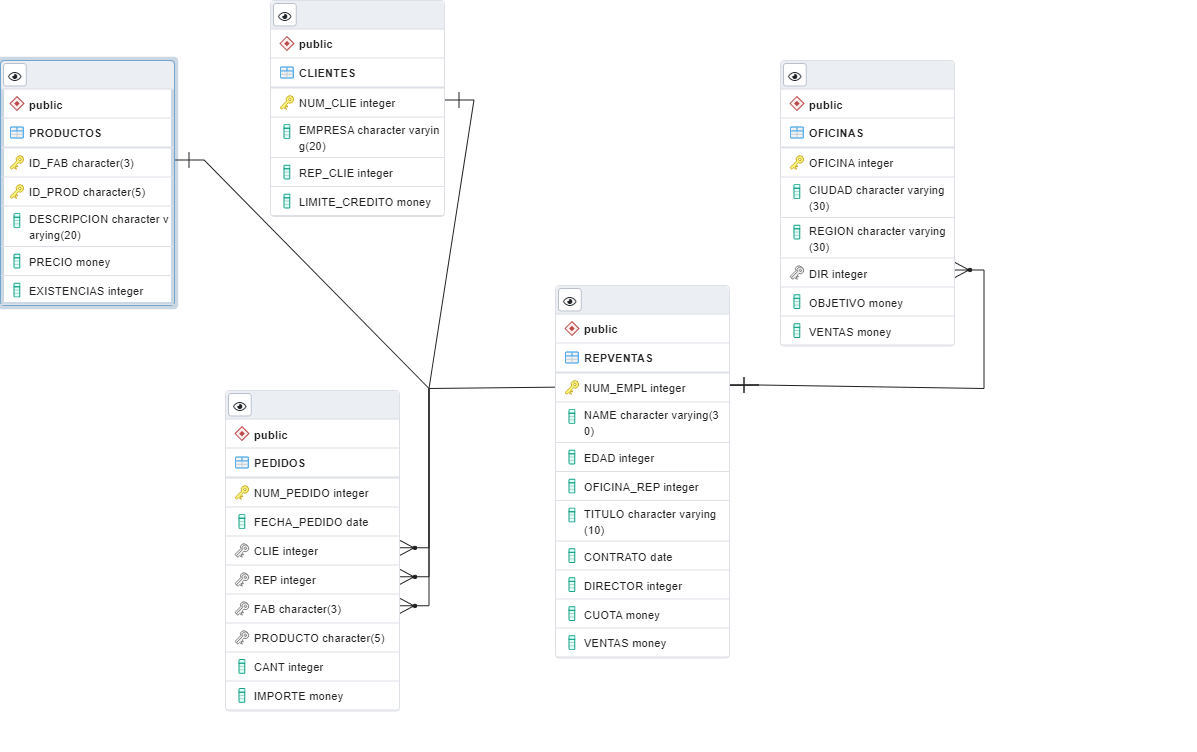 public
PRODUCTOS
ID_FAB character(3)
ID_PROD character(5)
DESCRIPCION character v
arying(20)
PRECIO money
EXISTENCIAS integer
public
CLIENTES
NUM_CLIE integer
EMPRESA character varyin
g(20)
REP_CLIE integer
LIMITE_CREDITO money
public
PEDIDOS
NUM_PEDIDO integer
FECHA_PEDIDO date
CLIE integer
REP integer
FAB character(3)
PRODUCTO character(5)
CANT integer
IMPORTE money
public
REPVENTAS
NUM_EMPL integer
NAME character varying(3
0)
EDAD integer
OFICINA_REP integer
TITULO character varying
(10)
CONTRATO date
DIRECTOR integer
CUOTA money
VENTAS money
public
OFICINAS
OFICINA integer
CIUDAD character varying
(30)
REGION character varying
(30)
DIR integer
OBJETIVO money
VENTAS money